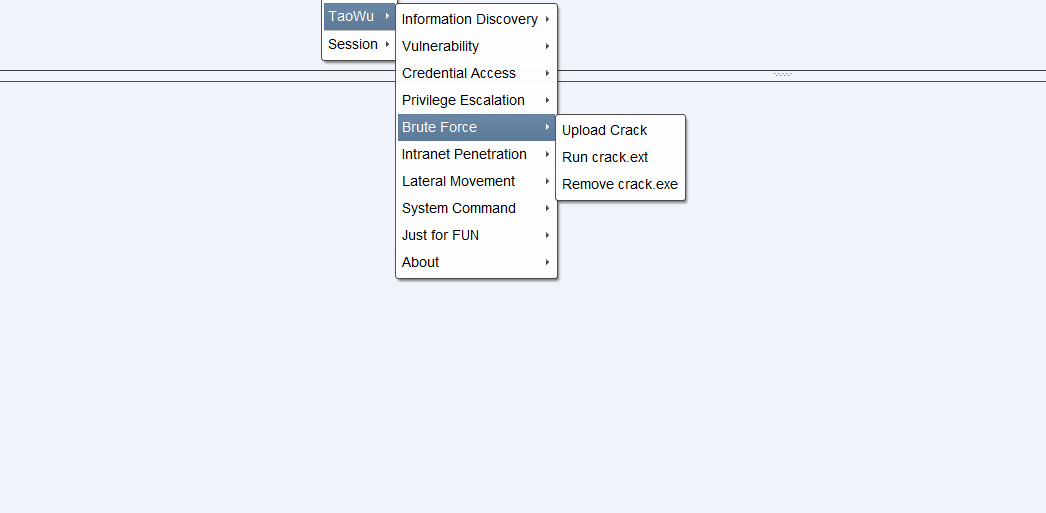 TaoWu
Session
Information Discovery
Vulnerability
Credential Access
Privilege Escalation
Brute Force
Intranet Penetration
Lateral Movement
System Command
Just for FUN
About
Upload Crack
Run crack.ext
Remove crack.exe